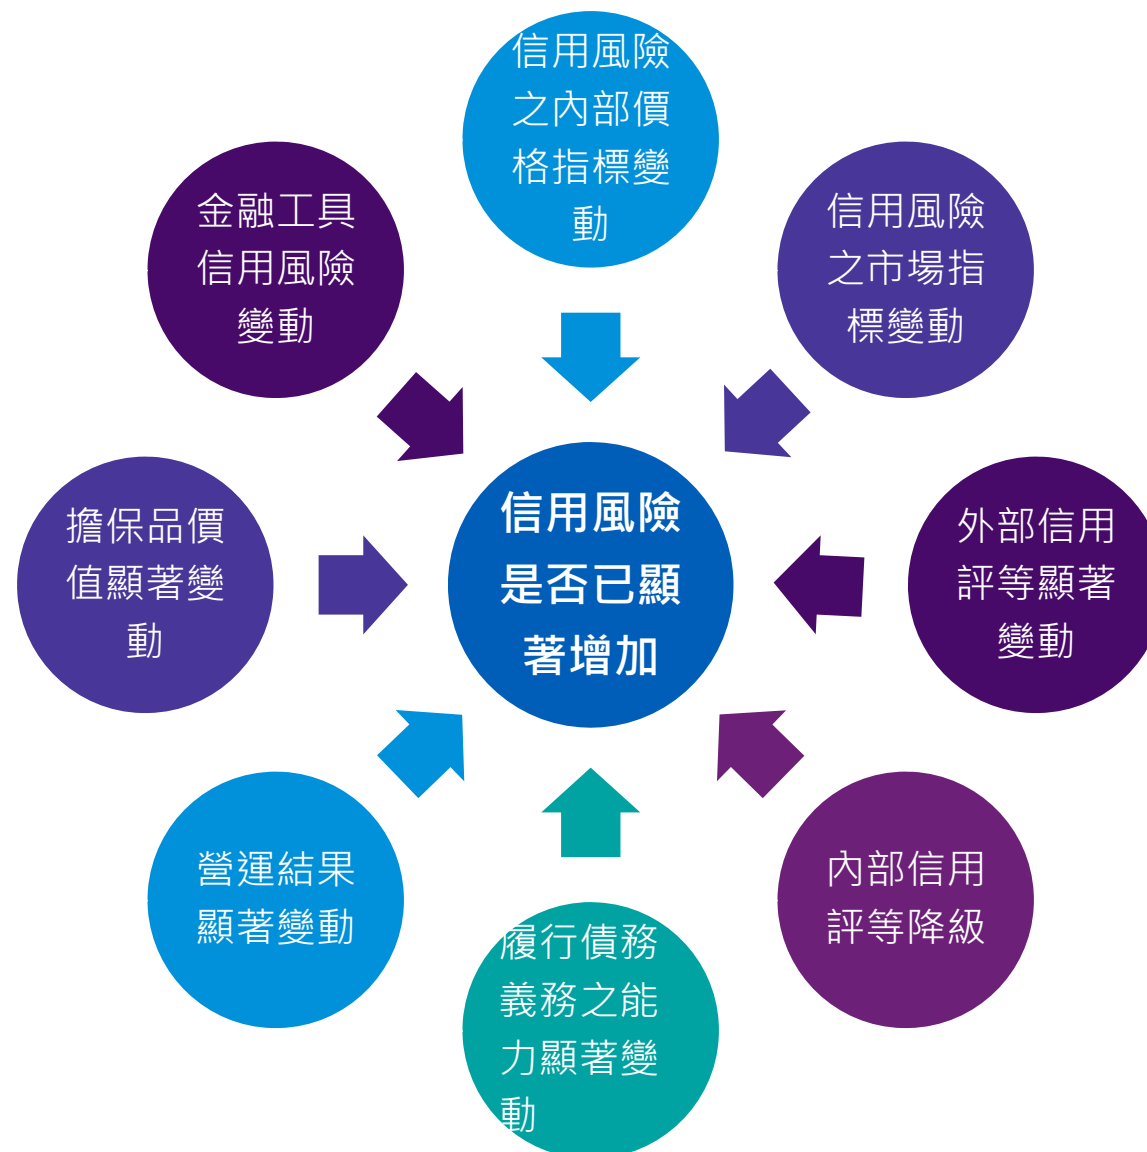 信用風險
之內部價
格指標變
動
信用風險
之市場指
標變動
外部信用
評等顯著
變動
內部信用
評等降級
履行債務
義務之能
力顯著變
動
營運結果
顯著變動
擔保品價
值顯著變
動
金融工具
信用風險
變動
信用風險
是否已顯
著增加